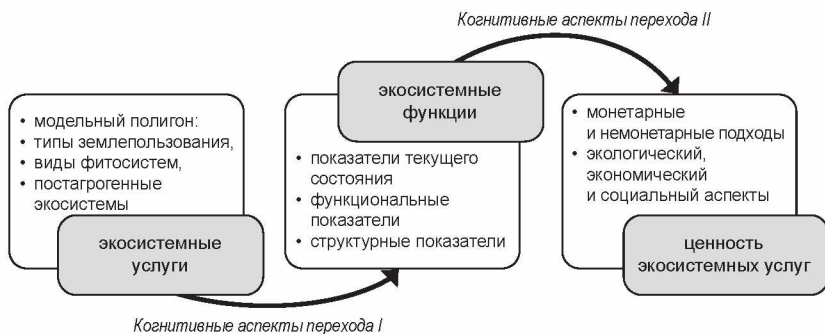 Когнитивные аспекты перехода II
• модельный полигон:
• типы землепользования,
• виды фитосистем,
• постагрогенные
экосистемы
экосистемные
услуги
экосистемные
функции
• показатели текущего
состояния
• функциональные
показатели
• структурные показатели
• монетарные
и немонетарные подходы
• экологический,
экономический
и социальный аспекты
ценность
экосистемных услуг
Когнитивные аспекты перехода I